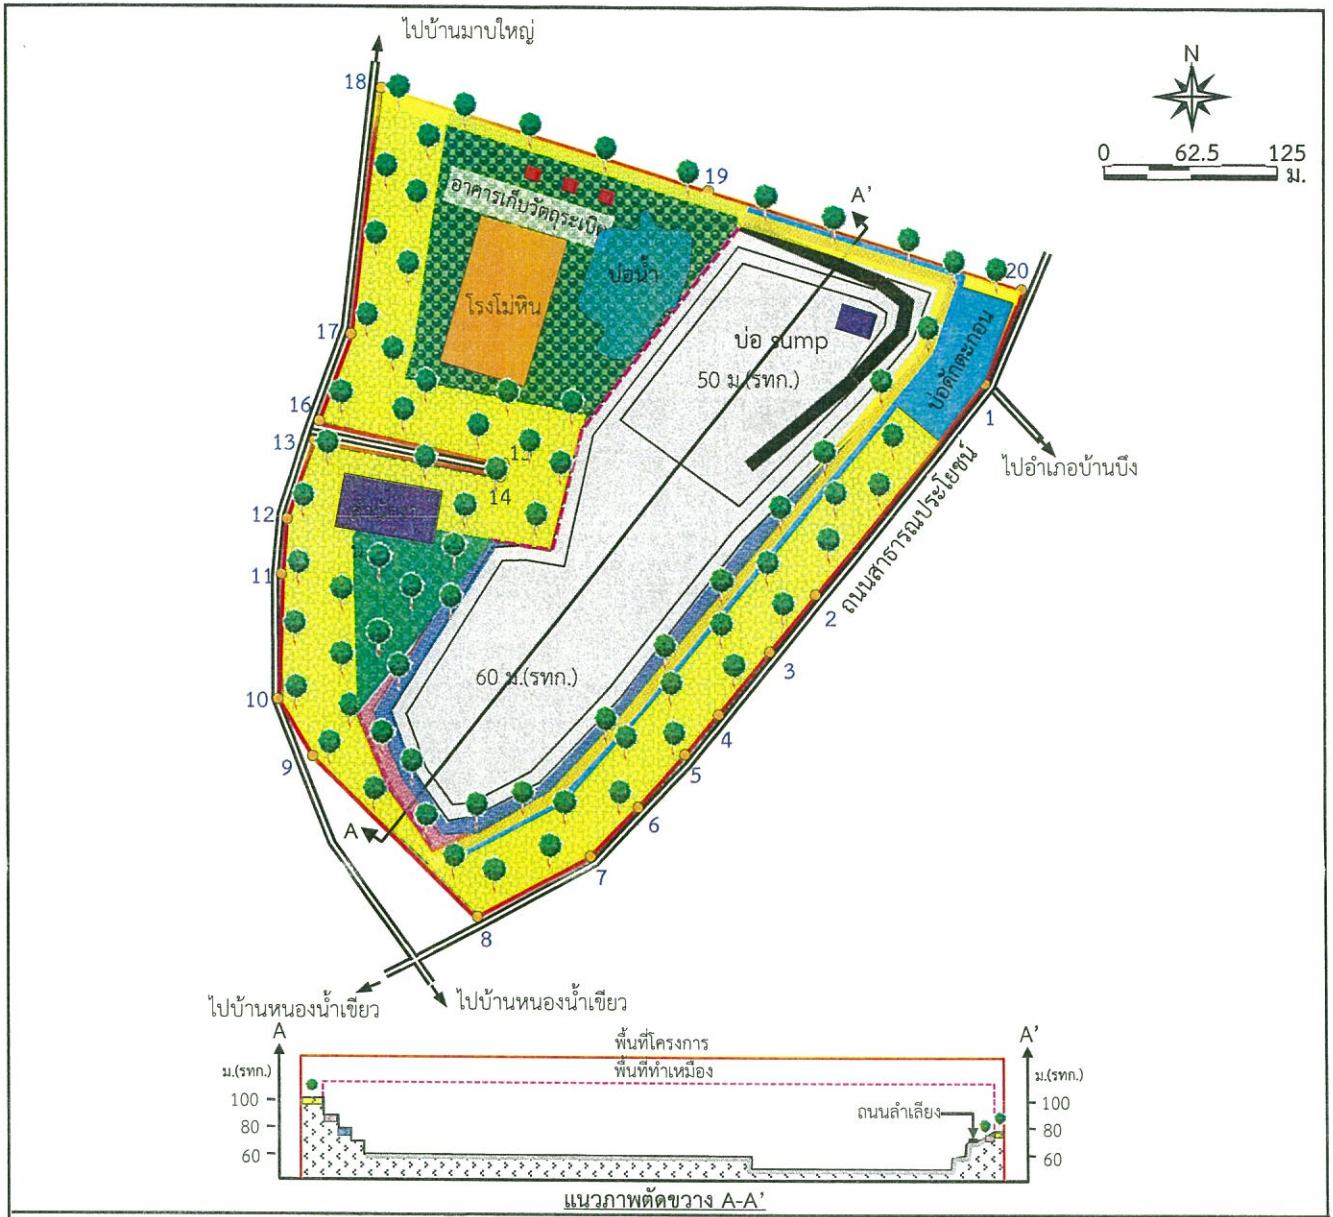 ไปบ้านมาบใหญ่
18
N
0 62.5 125
ม.
19
A'
อาคารเก็บวัตถุระเบิด
20
บ่อน้ำ
โรงโม่หิน
17
บ่อ sump
50 ม.(รทก.)
บ่อดักตะกอน
1
16
13
15
14
ไปอำเภอบ้านบึง
12
11
ถนนสาธารณประโยชน์
2
3
60 ม.(รทก.)
10
4
9
5
6
A
7
8
ไปบ้านหนองน้ำเขียว
ไปบ้านหนองน้ำเขียว
A
พื้นที่โครงการ
A'
พื้นที่ทำเหมือง
ม.(รทก.)
ม.(รทก.)
100
100
ถนนลำเลียง
80
80
60
60
แนวภาพตัดขวาง A-A'